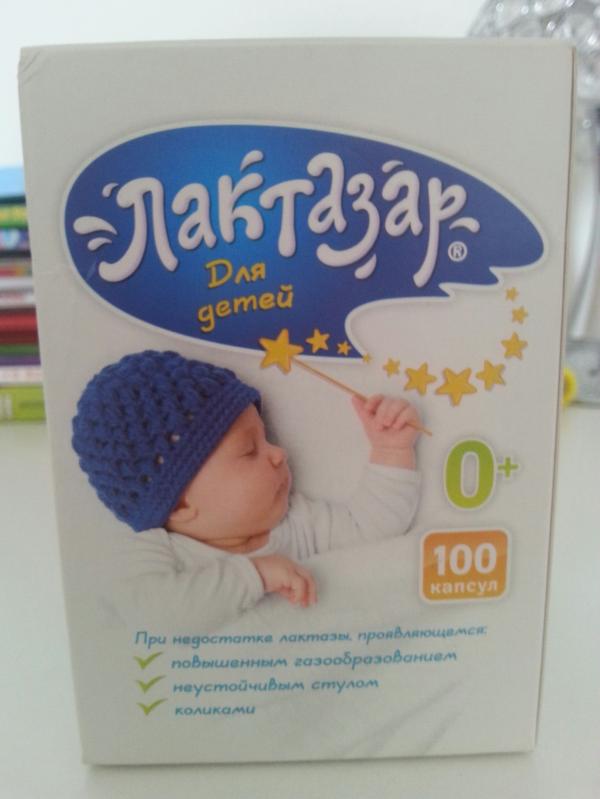 Лактазар®
Для
детей
0+
100
капсул
При недостатке лактазы, проявляющемся:
повышенным газообразованием
неустойчивым стулом
коликами